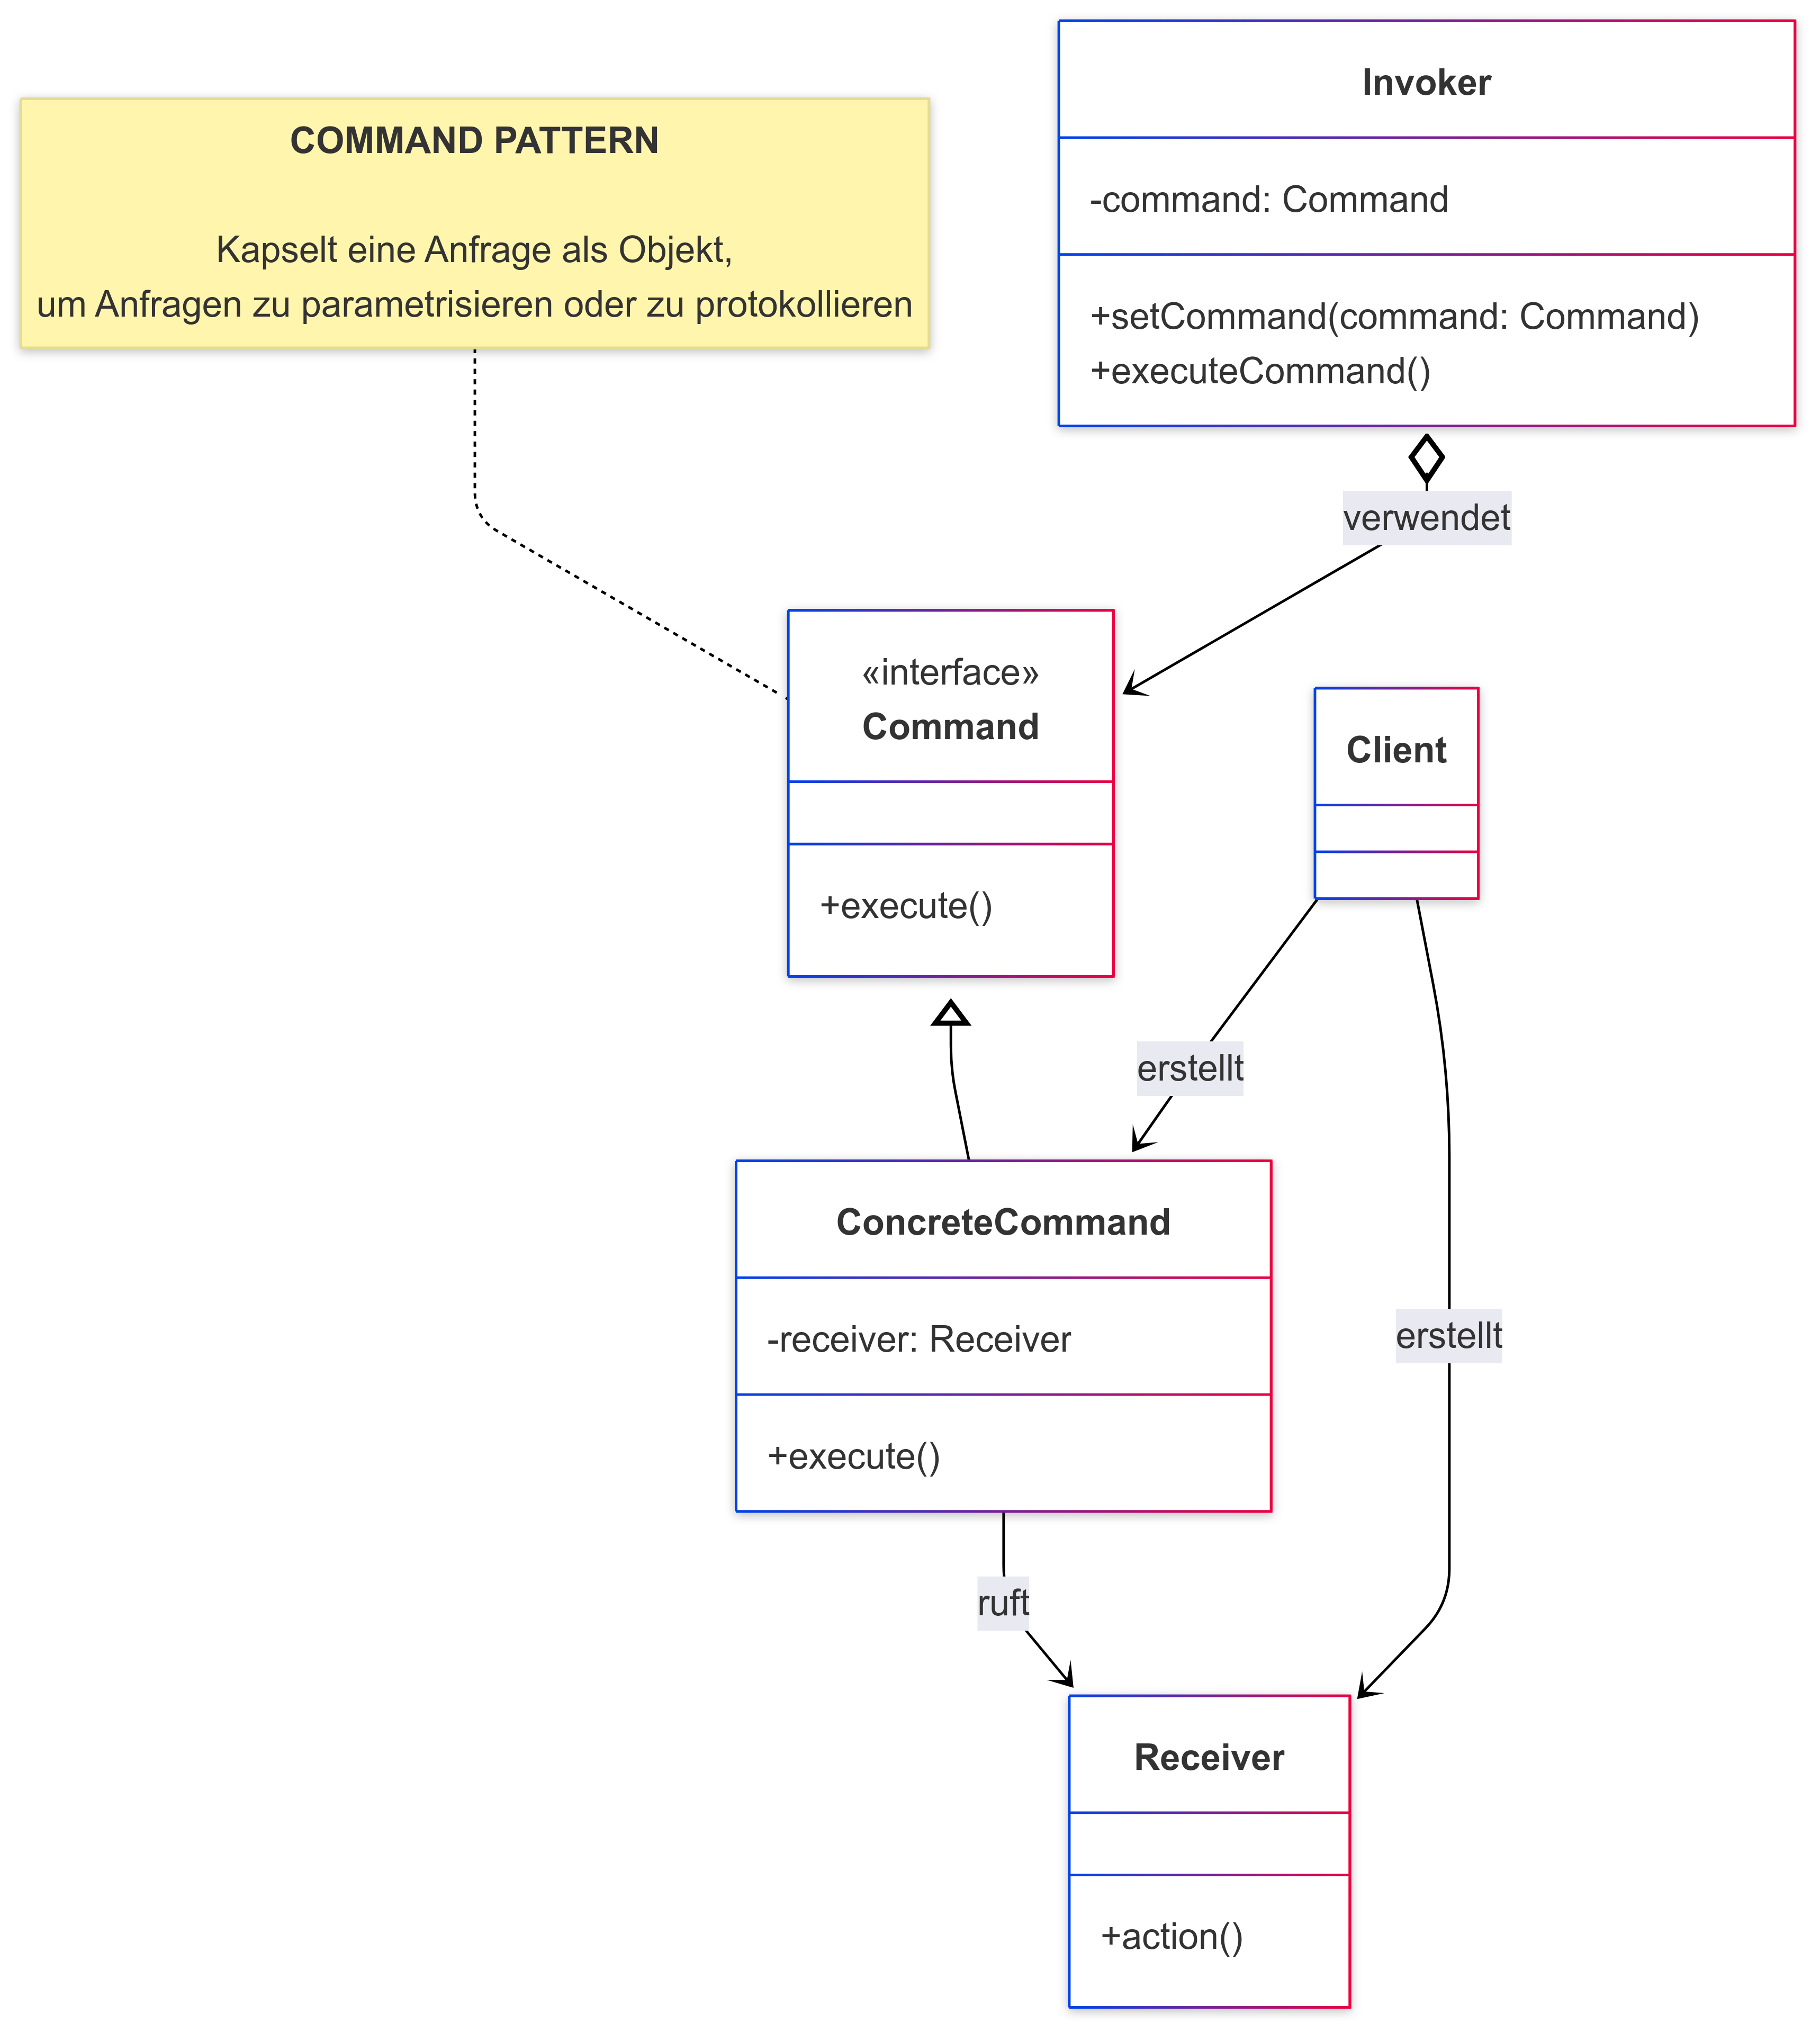 COMMAND PATTERN
Kapselt eine Anfrage als Objekt,
um Anfragen zu parametrisieren oder zu protokollieren
Invoker
-command: Command
+setCommand(command: Command)
+executeCommand()
verwendet
«interface»
Command
+execute()
Client
erstellt
ConcreteCommand
-receiver: Receiver
+execute()
erstellt
ruft
Receiver
+action()